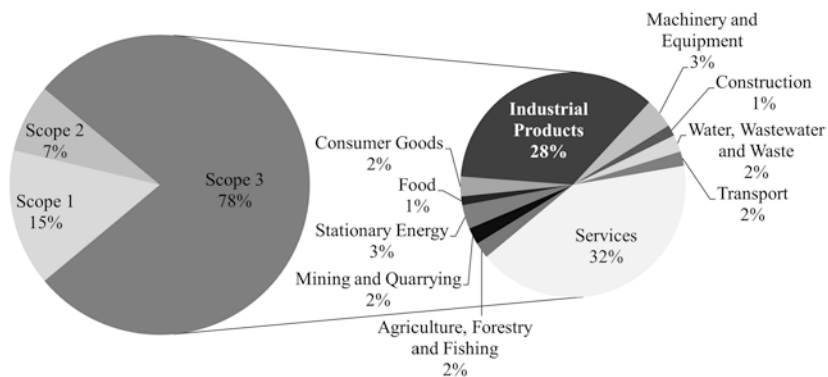 Scope 2
7%
Scope 1
15%
Scope 3
78%
Industrial
Products
28%
Machinery and
Equipment
3%
Construction
1%
Water, Wastewater
and Waste
2%
Transport
2%
Services
32%
Agriculture, Forestry
and Fishing
2%
Mining and Quarrying
2%
Stationary Energy
3%
Food
1%
Consumer Goods
2%